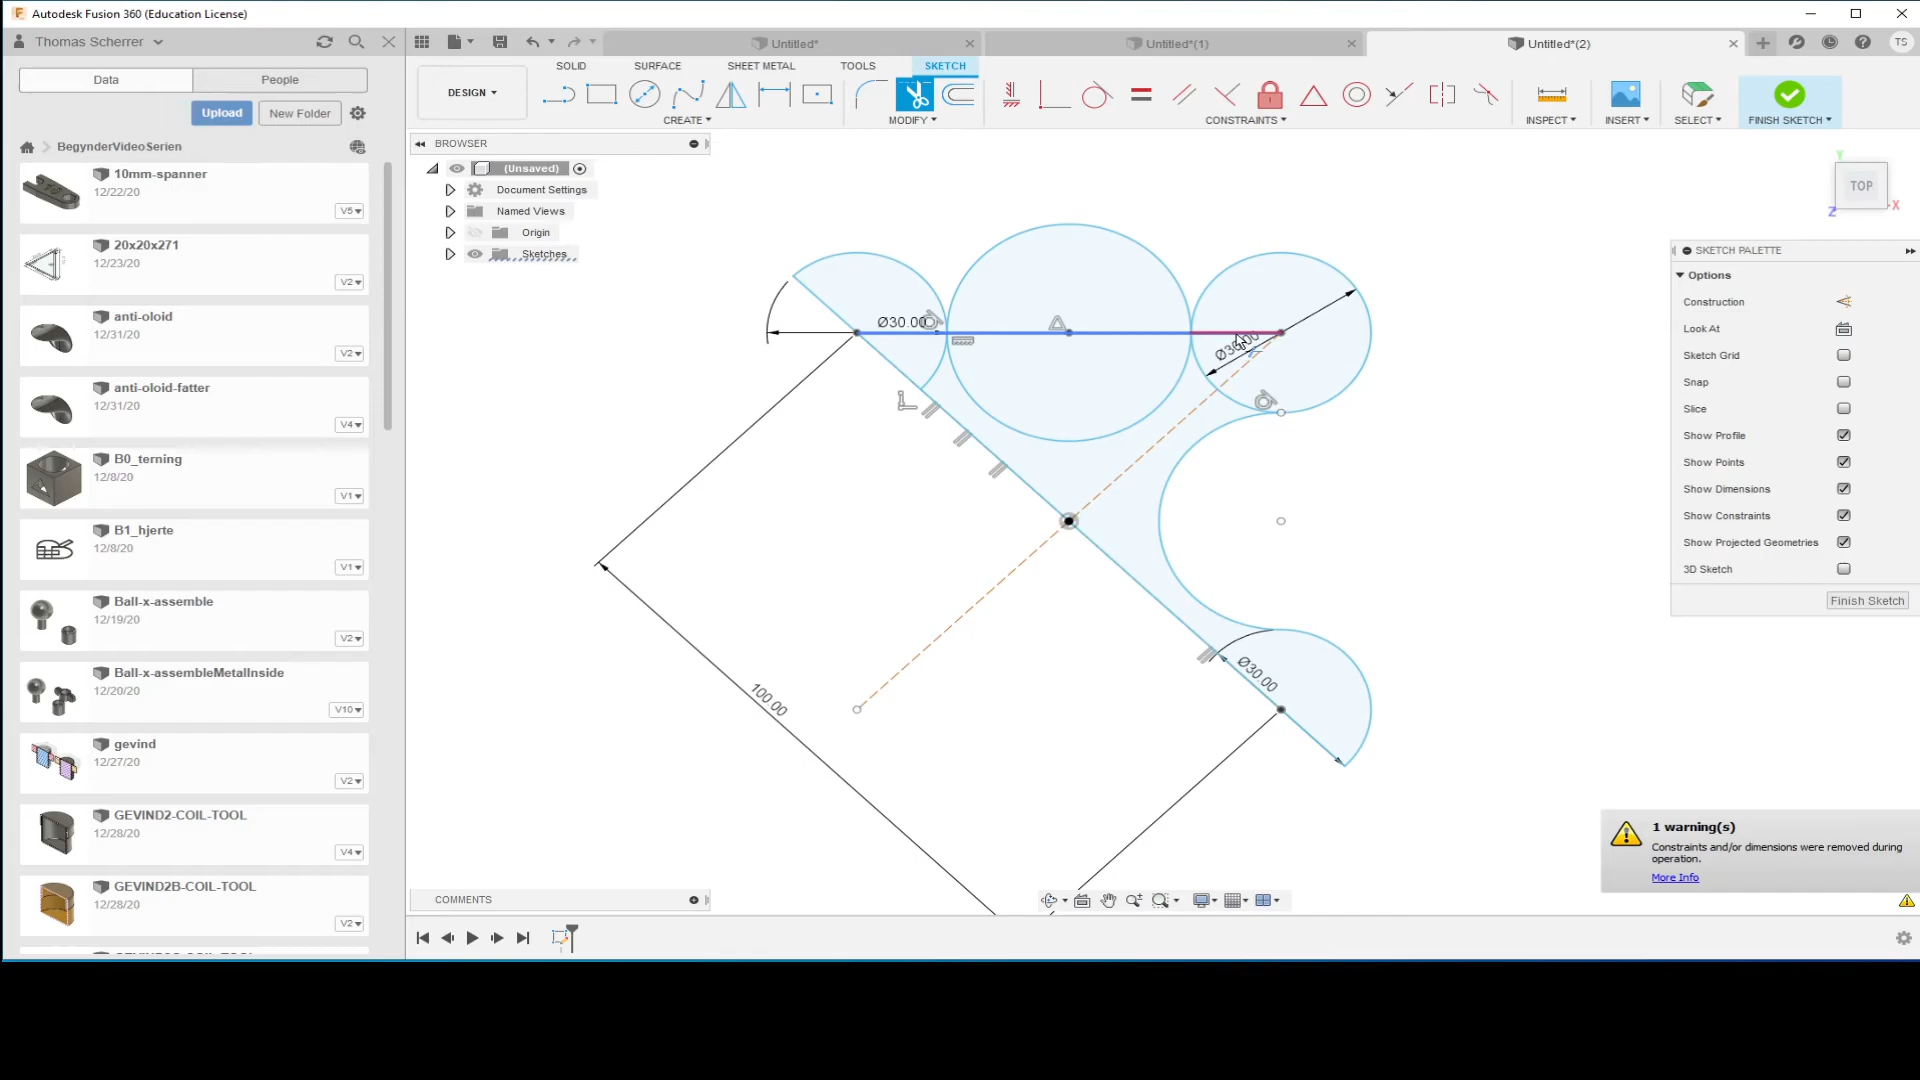 Autodesk Fusion 360 (Education License)
Thomas Scherrer
Untitled*
Untitled*(1)
Untitled*(2)
TS
Data
People
Upload
New Folder
BegynderVideoSerien
10mm-spanner
12/22/20
V5
20x20x271
12/23/20
V2
anti-oloid
12/31/20
V2
anti-oloid-fatter
12/31/20
V4
B0_terning
12/8/20
V1
B1_hjerte
12/8/20
V1
Ball-x-assemble
12/19/20
V2
Ball-x-assembleMetalInside
12/20/20
V10
gevind
12/27/20
V2
GEVIND2-COIL-TOOL
12/28/20
V4
GEVIND2B-COIL-TOOL
12/28/20
V2
DESIGN
SOLID
SURFACE
SHEET METAL
TOOLS
SKETCH
CREATE
MODIFY
CONSTRAINTS
INSPECT
INSERT
SELECT
FINISH SKETCH
BROWSER
(Unsaved)
Document Settings
Named Views
Origin
Sketches
TOP
Y
Z
X
Ø30.00
Ø30.00
100.00
SKETCH PALETTE
Options
Construction
Look At
Sketch Grid
Snap
Slice
Show Profile
Show Points
Show Dimensions
Show Constraints
Show Projected Geometries
3D Sketch
Finish Sketch
1 warning(s)
Constraints and/or dimensions were removed during
operation.
More Info
COMMENTS